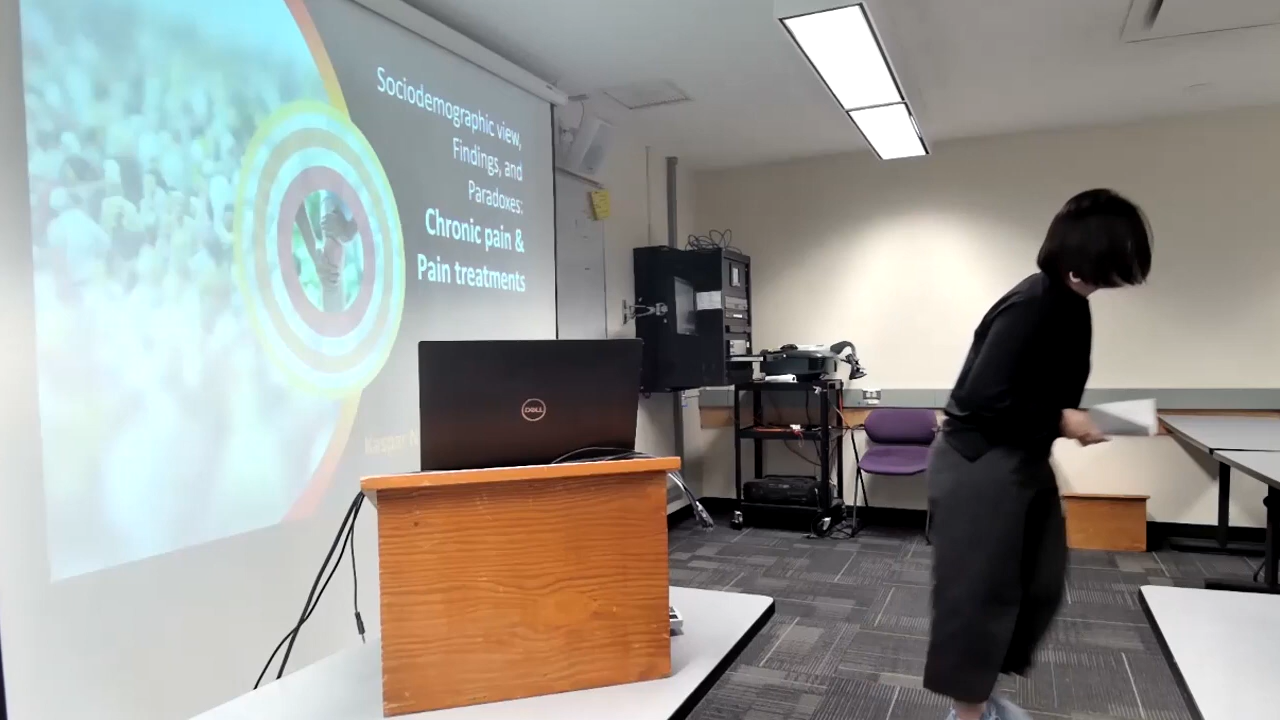 Sociodemographic view,
Findings, and
Paradoxes:
Chronic pain &
Pain treatments
DELL